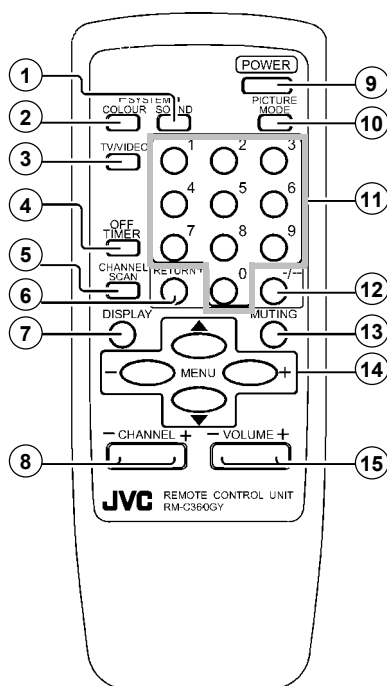 POWER
SYSTEM
COLOUR SOUND
PICTURE
MODE
TV/VIDEO
1 2 3
4 5 6
7 8 9
OFF
TIMER
CHANNEL
SCAN
RETURN+
0
-/--
DISPLAY
MUTING
− MENU +
− CHANNEL +
− VOLUME +
JVC REMOTE CONTROL UNIT
RM-C360GY
1
2
3
4
5
6
7
8
9
10
11
12
13
14
15